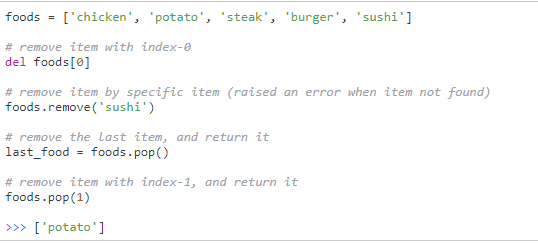 foods = ['chicken', 'potato', 'steak', 'burger', 'sushi']
# remove item with index-0
del foods[0]
# remove item by specific item (raised an error when item not found)
foods.remove('sushi')
# remove the last item, and return it
last_food = foods.pop()
# remove item with index-1, and return it
foods.pop(1)
>>> ['potato']